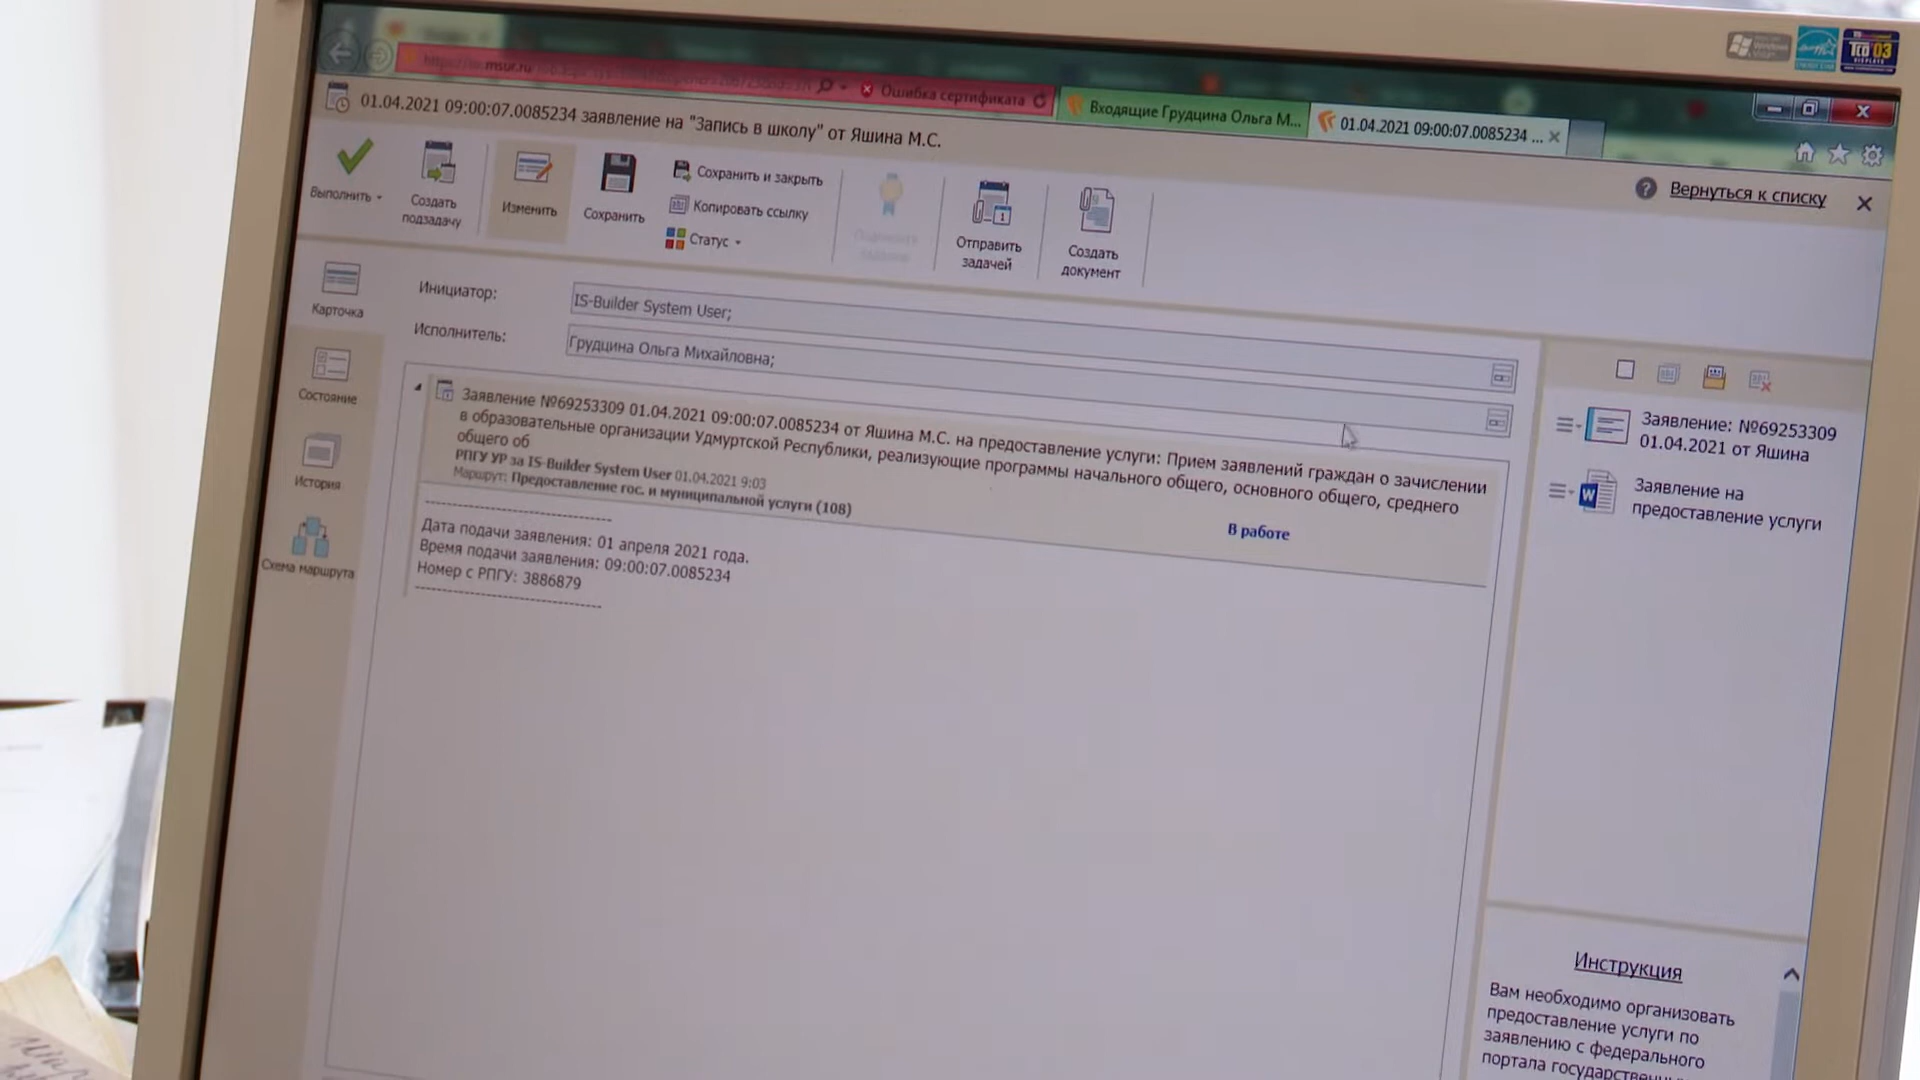 Ошибка сертификата
Входящие Грудцина Ольга М...
01.04.2021 09:00:07.0085234 ...
01.04.2021 09:00:07.0085234 заявление на "Запись в школу" от Яшина М.С.
Вернуться к списку
Выполнить
Создать
подзадачу
Изменить
Сохранить
Сохранить и закрыть
Копировать ссылку
Статус
Отправить
задачей
Создать
документ
Карточка
Состояние
История
Схема маршрута
Инициатор:
IS-Builder System User;
Исполнитель:
Грудцина Ольга Михайловна;
Заявление №69253309 01.04.2021 09:00:07.0085234 от Яшина М.С. на предоставление услуги: Прием заявлений граждан о зачислении
в образовательные организации Удмуртской Республики, реализующие программы начального общего, основного общего, среднего
общего об
РПГУ УР за IS-Builder System User 01.04.2021 9:03
Маршрут: Предоставление гос. и муниципальной услуги (108)
В работе
Дата подачи заявления: 01 апреля 2021 года.
Время подачи заявления: 09:00:07.0085234
Номер с РПГУ: 3886879
Заявление: №69253309
01.04.2021 от Яшина
Заявление на
предоставление услуги
Инструкция
Вам необходимо организовать
предоставление услуги по
заявлению с федерального
портала государственн
TCO 03